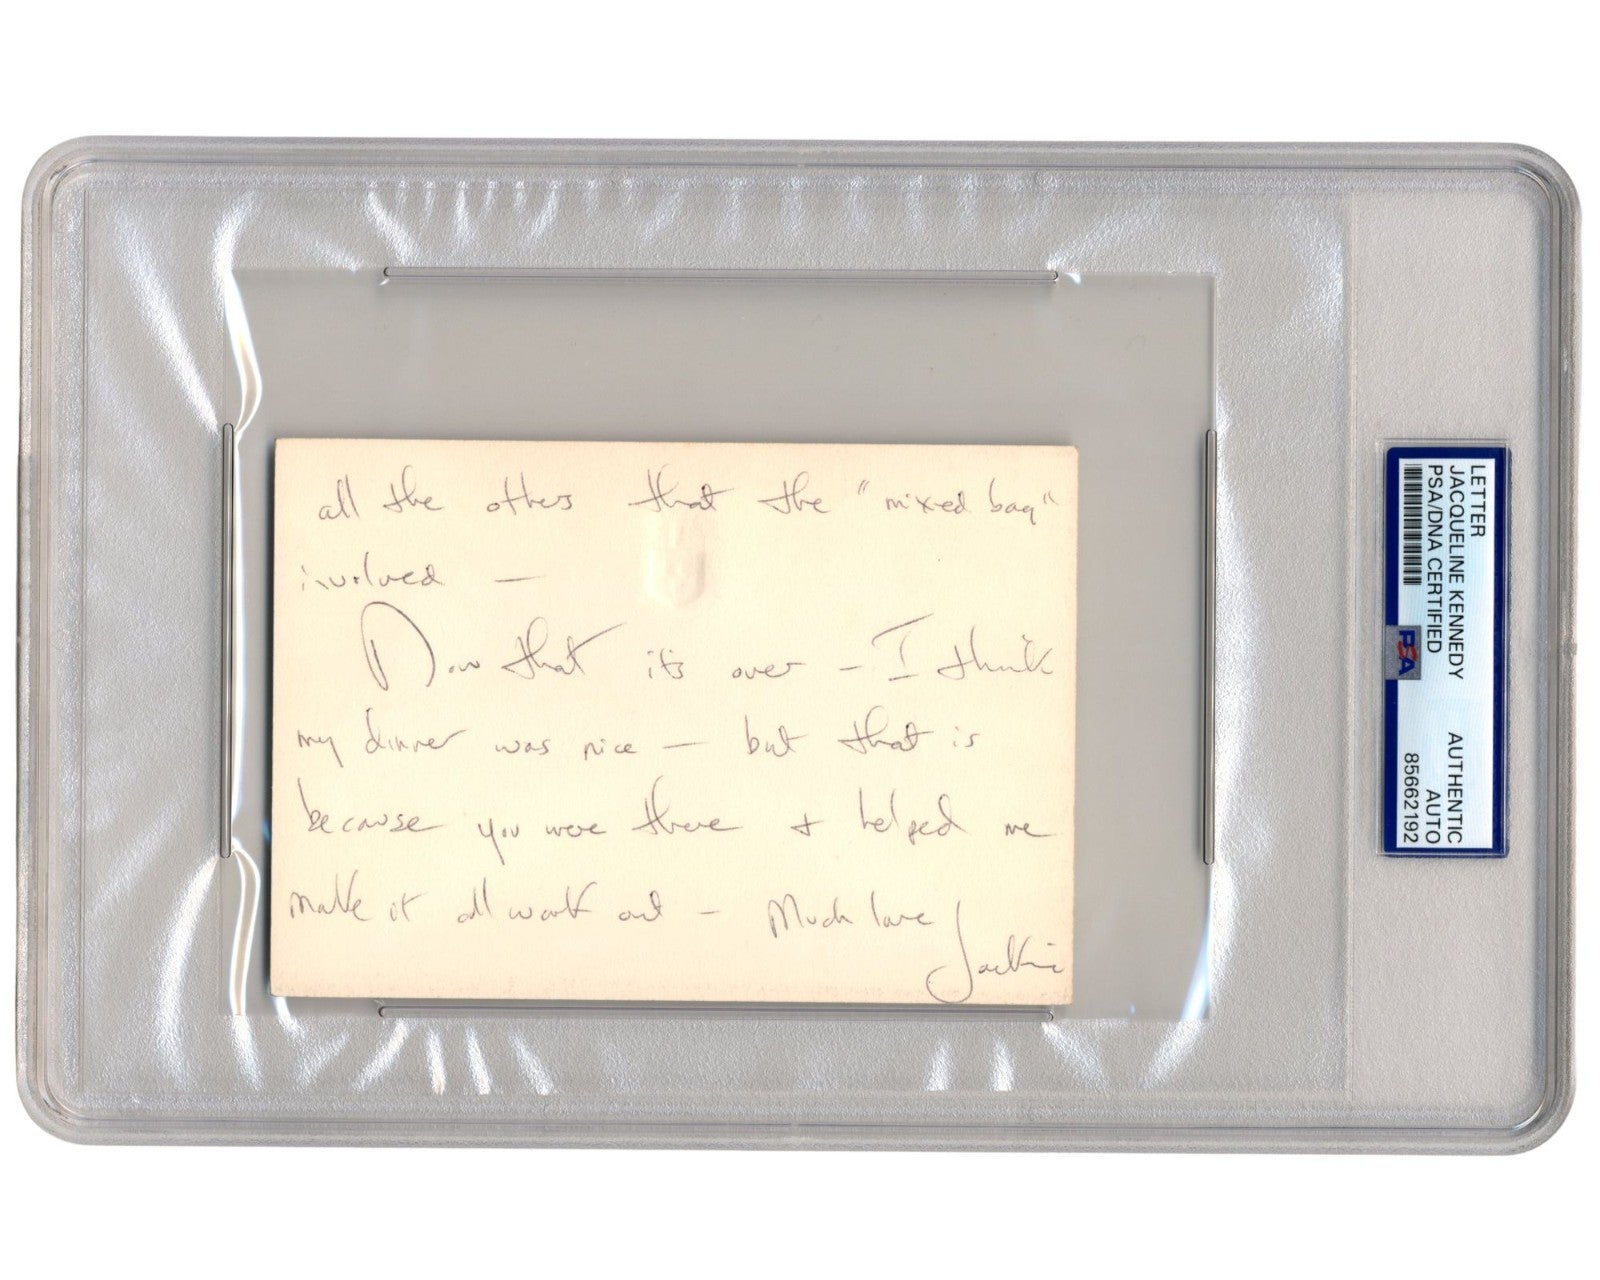 all the others that the "mixed bag"
involved —
Now that it's over — I think
my dinner was nice — but that is
because you were there + helped me
make it all work out — Much love
Jackie
LETTER
JACQUELINE KENNEDY
PSA/DNA CERTIFIED
AUTHENTIC
AUTO
85662192
PSA